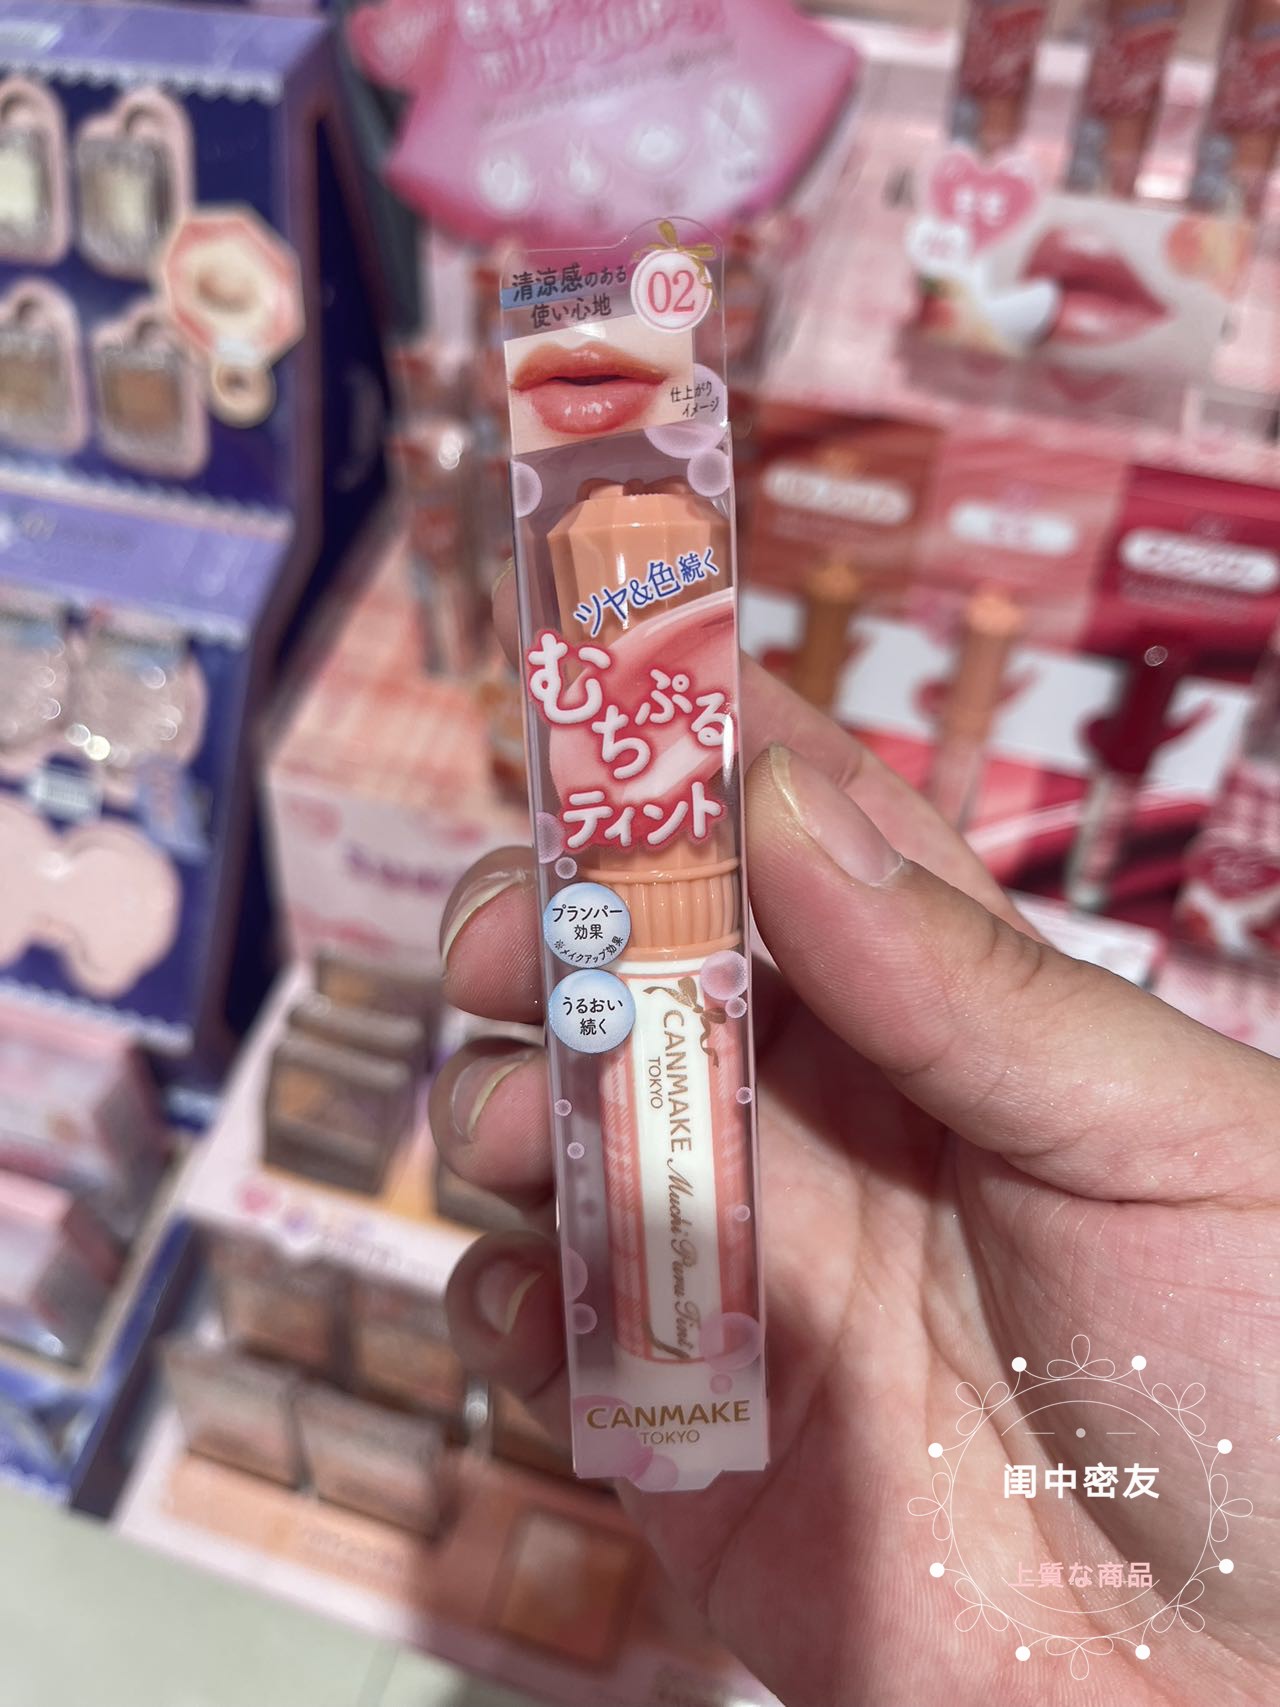 清涼感のある
使い心地
02
仕上がり
イメージ
ツヤ&色続く
むちぷる
ティント
プランパー
効果
※メイクアップ効果
うるおい
続く
CANMAKE
TOKYO
Muchi Puru Tint
CANMAKE
TOKYO
閨中密友
上質な商品